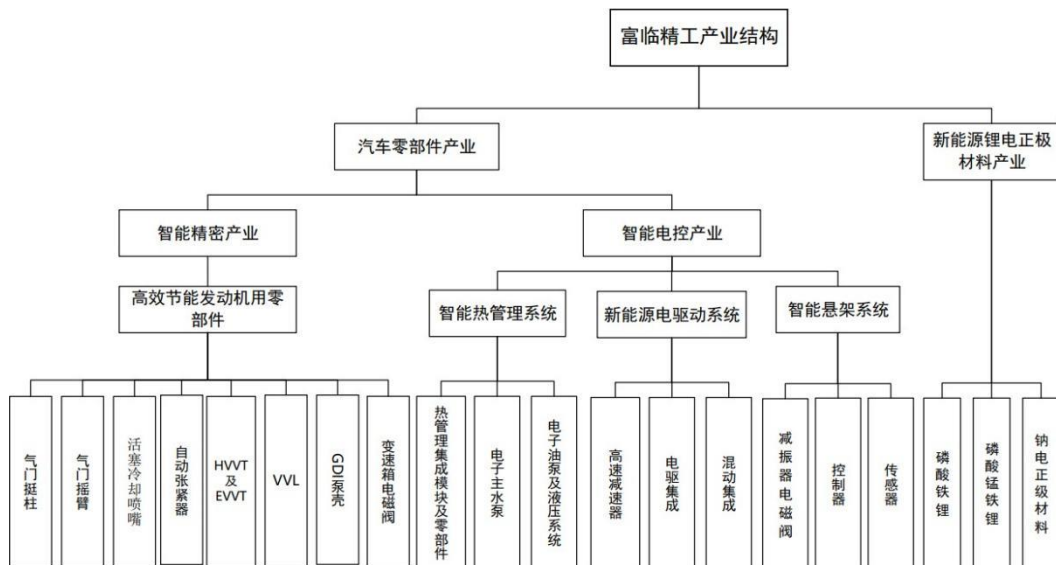 富临精工产业结构
汽车零部件产业
新能源锂电正极
材料产业
智能精密产业
智能电控产业
高效节能发动机用零
部件
智能热管理系统
新能源电驱动系统
智能悬架系统
气门挺柱
气门摇臂
活塞冷却喷嘴
自动张紧器
HVVT
及
EVVT
VVL
GDI泵壳
变速箱电磁阀
热管理集成模块及零部件
电子主水泵
电子油泵及液压系统
高速减速器
电驱集成
混动集成
减振器电磁阀
控制器
传感器
磷酸铁锂
磷酸锰铁锂
钠电正级材料